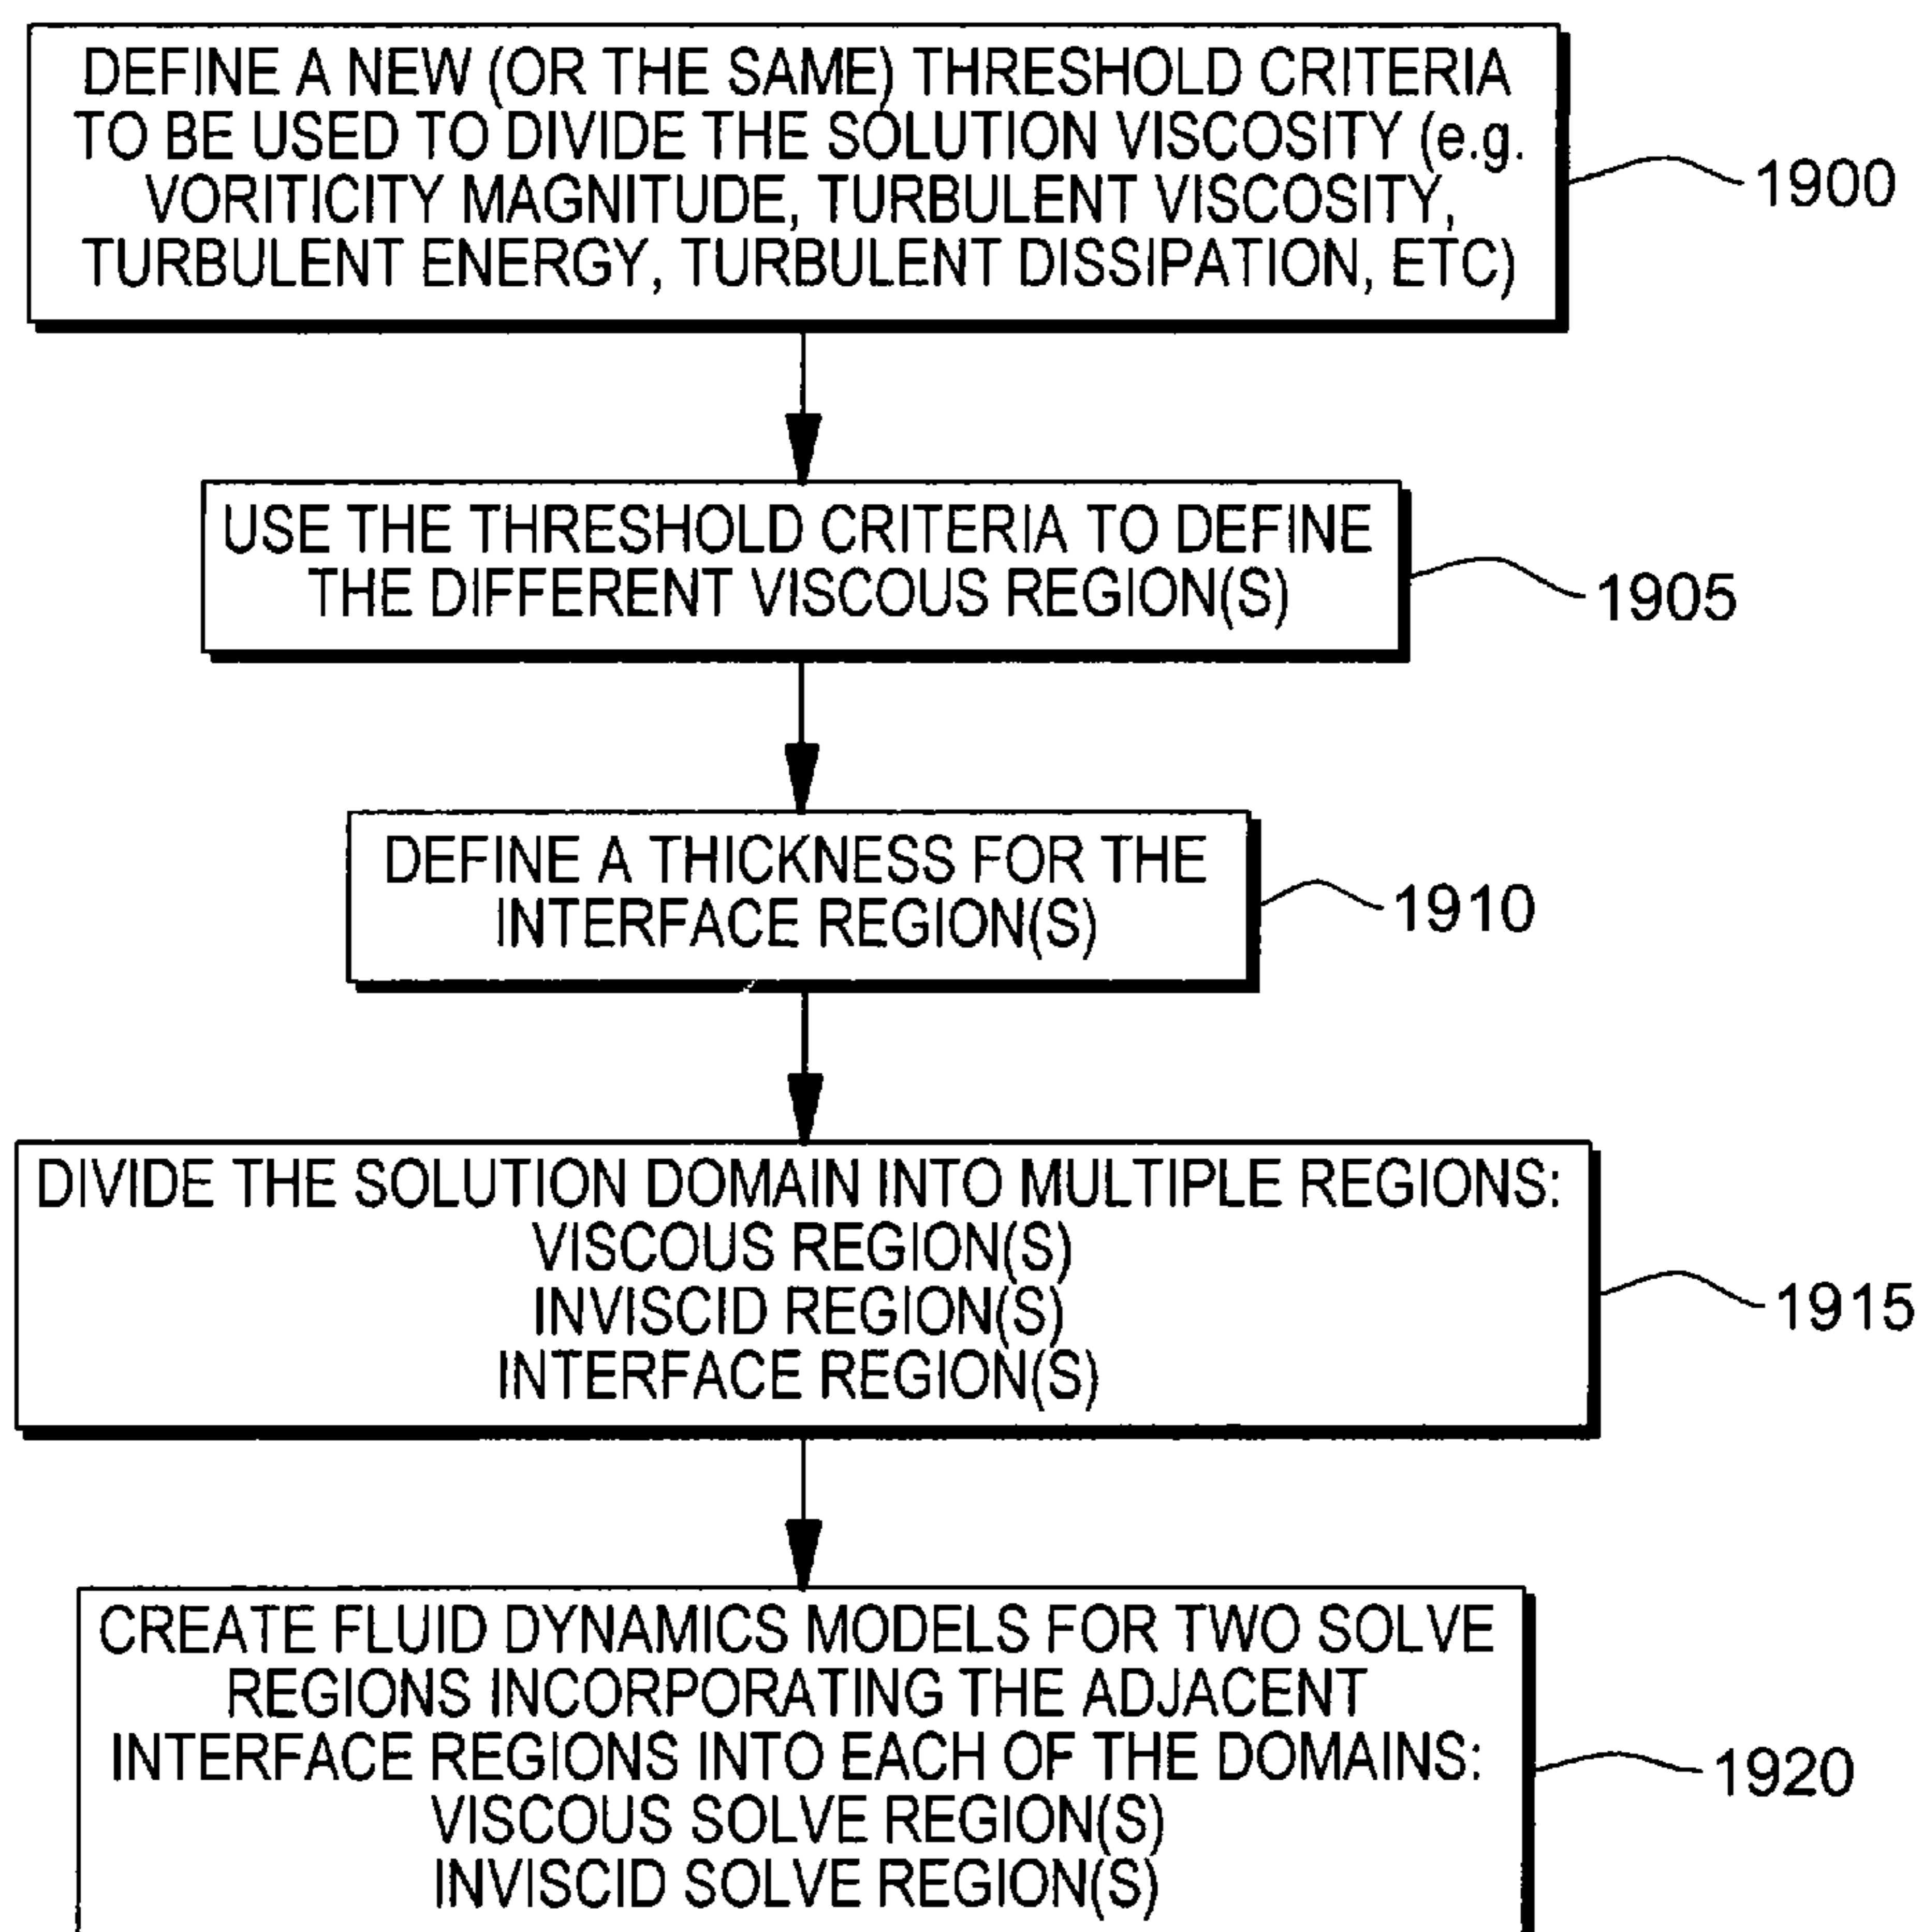 DEFINE A NEW (OR THE SAME) THRESHOLD CRITERIA
TO BE USED TO DIVIDE THE SOLUTION VISCOSITY (e.g.
VORITICITY MAGNITUDE, TURBULENT VISCOSITY,
TURBULENT ENERGY, TURBULENT DISSIPATION, ETC)
1900
USE THE THRESHOLD CRITERIA TO DEFINE
THE DIFFERENT VISCOUS REGION(S)
1905
DEFINE A THICKNESS FOR THE
INTERFACE REGION(S)
1910
DIVIDE THE SOLUTION DOMAIN INTO MULTIPLE REGIONS:
VISCOUS REGION(S)
INVISCID REGION(S)
INTERFACE REGION(S)
1915
CREATE FLUID DYNAMICS MODELS FOR TWO SOLVE
REGIONS INCORPORATING THE ADJACENT
INTERFACE REGIONS INTO EACH OF THE DOMAINS:
VISCOUS SOLVE REGION(S)
INVISCID SOLVE REGION(S)
1920